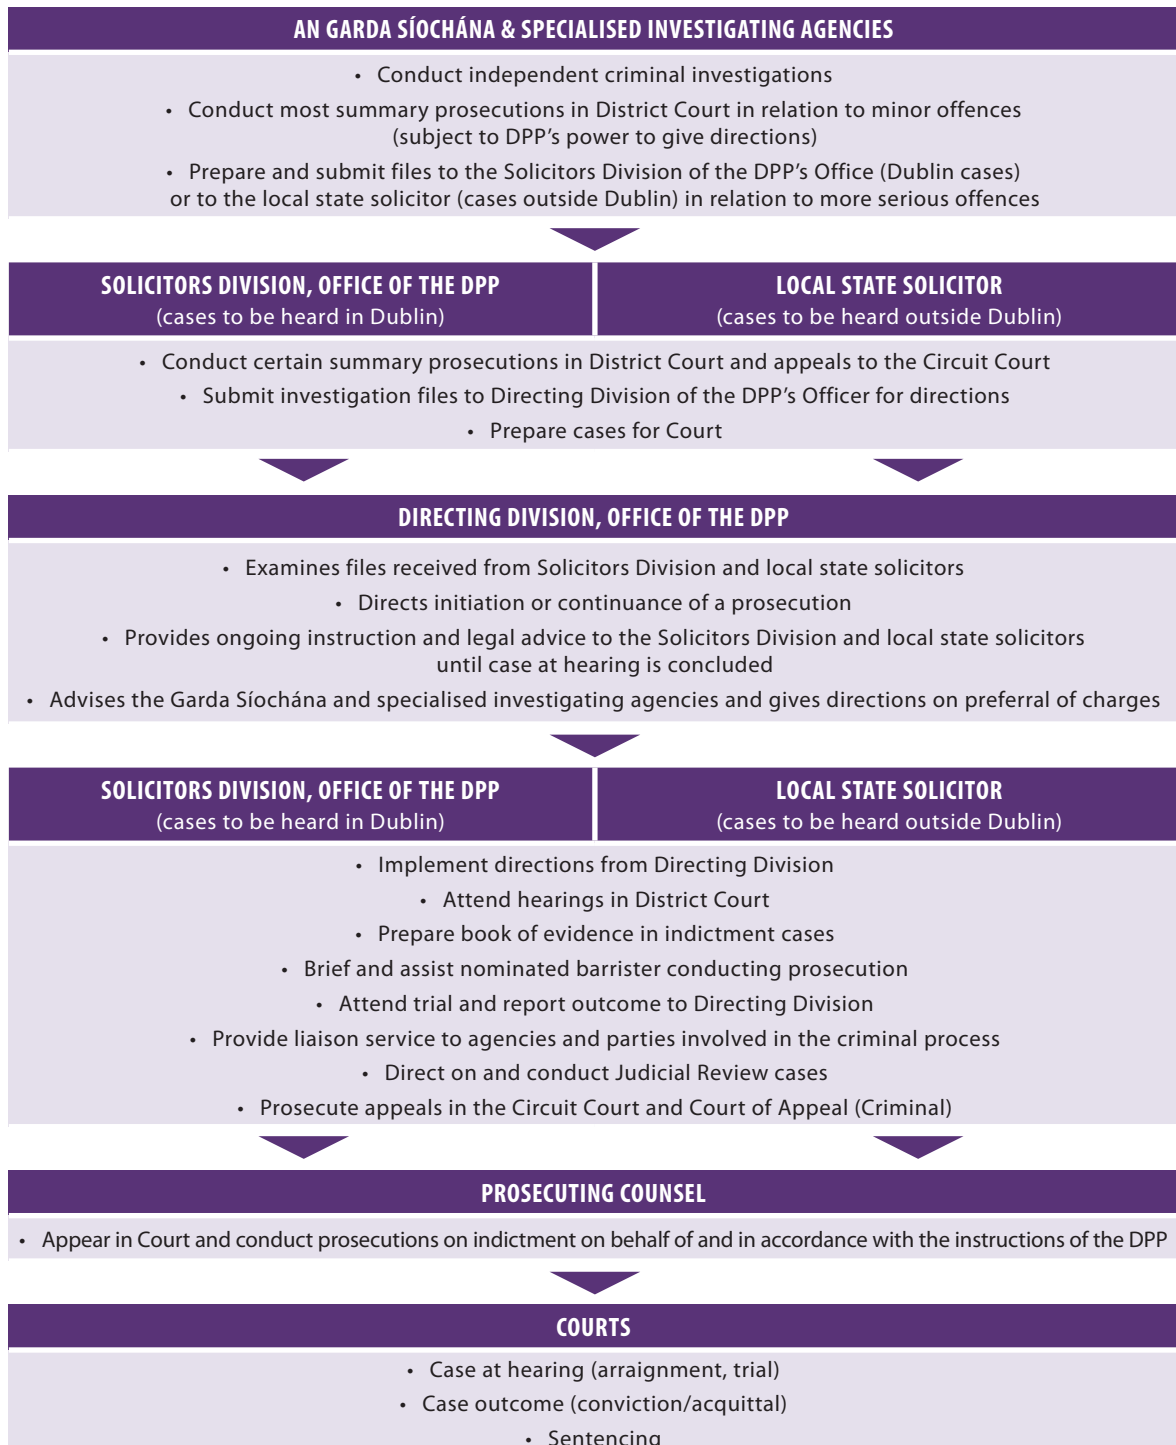 AN GARDA SÍOCHÁNA & SPECIALISED INVESTIGATING AGENCIES
• Conduct independent criminal investigations
• Conduct most summary prosecutions in District Court in relation to minor offences
(subject to DPP’s power to give directions)
• Prepare and submit files to the Solicitors Division of the DPP’s Office (Dublin cases)
or to the local state solicitor (cases outside Dublin) in relation to more serious offences
SOLICITORS DIVISION, OFFICE OF THE DPP
(cases to be heard in Dublin)
LOCAL STATE SOLICITOR
(cases to be heard outside Dublin)
• Conduct certain summary prosecutions in District Court and appeals to the Circuit Court
• Submit investigation files to Directing Division of the DPP’s Officer for directions
• Prepare cases for Court
DIRECTING DIVISION, OFFICE OF THE DPP
• Examines files received from Solicitors Division and local state solicitors
• Directs initiation or continuance of a prosecution
• Provides ongoing instruction and legal advice to the Solicitors Division and local state solicitors
until case at hearing is concluded
• Advises the Garda Síochána and specialised investigating agencies and gives directions on preferral of charges
SOLICITORS DIVISION, OFFICE OF THE DPP
(cases to be heard in Dublin)
LOCAL STATE SOLICITOR
(cases to be heard outside Dublin)
• Implement directions from Directing Division
• Attend hearings in District Court
• Prepare book of evidence in indictment cases
• Brief and assist nominated barrister conducting prosecution
• Attend trial and report outcome to Directing Division
• Provide liaison service to agencies and parties involved in the criminal process
• Direct on and conduct Judicial Review cases
• Prosecute appeals in the Circuit Court and Court of Appeal (Criminal)
PROSECUTING COUNSEL
• Appear in Court and conduct prosecutions on indictment on behalf of and in accordance with the instructions of the DPP
COURTS
• Case at hearing (arraignment, trial)
• Case outcome (conviction/acquittal)
• Sentencing